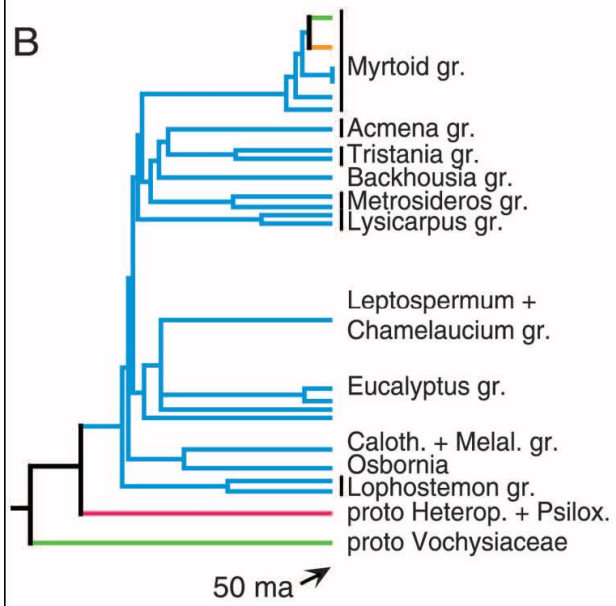 B
Myrtoid gr.
Acmena gr.
Tristania gr.
Backhousia gr.
Metrosideros gr.
Lysicarpus gr.
Leptospermum +
Chamelaucium gr.
Eucalyptus gr.
Caloth. + Melal. gr.
Osbornia
Lophostemon gr.
proto Heterop. + Psilox.
proto Vochysiaceae
50 ma